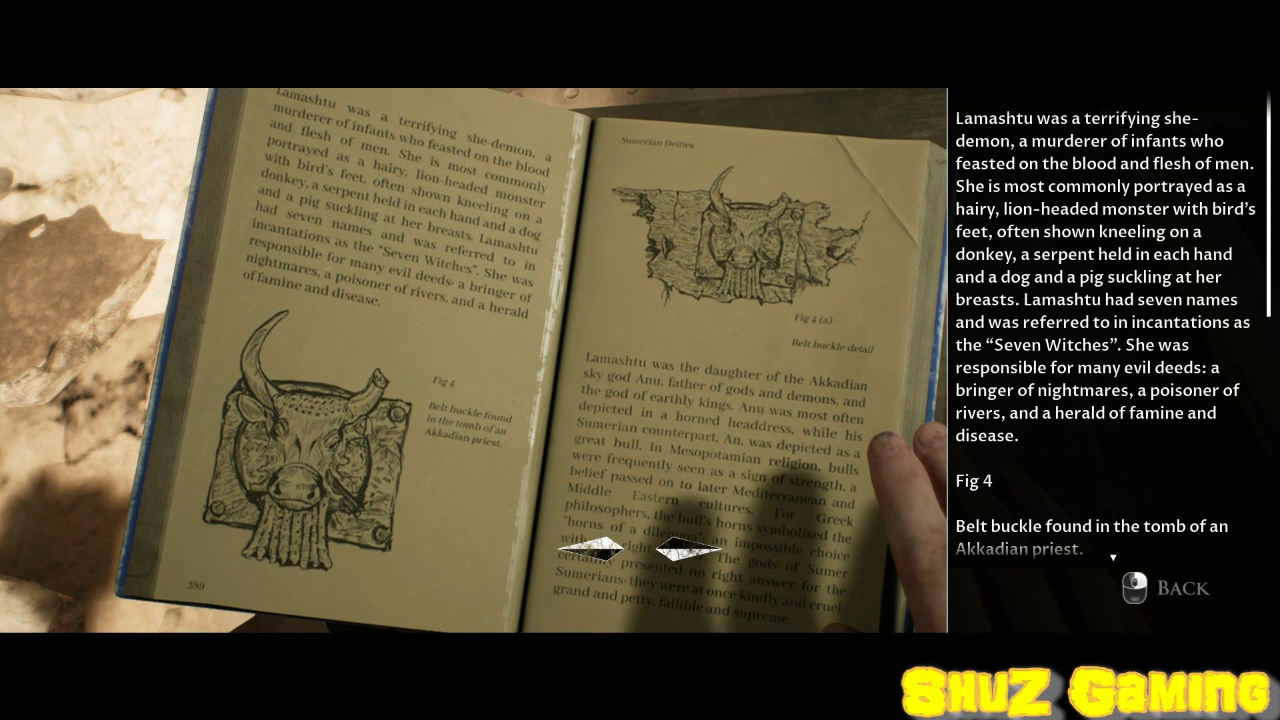 Lamashtu was a terrifying she-demon, a
murderer of infants who feasted on the blood
and flesh of men. She is most commonly
portrayed as a hairy, lion-headed monster
with bird's feet, often shown kneeling on a
donkey, a serpent held in each hand and a dog
and a pig suckling at her breasts. Lamashtu
had seven names and was referred to in
incantations as the "Seven Witches". She was
responsible for many evil deeds: a bringer of
nightmares, a poisoner of rivers, and a herald
of famine and disease.
Fig 4
Belt buckle found
in the tomb of an
Akkadian priest.
389
Sumerian Deities
Fig 4 (a)
Belt buckle detail
Lamashtu was the daughter of the Akkadian
sky god Anu, father of gods and demons, and
the god of earthly kings. Anu was most often
depicted in a horned headdress, while his
Sumerian counterpart, An, was depicted as a
great bull. In Mesopotamian religion, bulls
were frequently seen as a sign of strength, a
belief passed on to later Mediterranean and
Middle Eastern cultures. For Greek
philosophers, the bull's horns symbolised the
"horns of a dilemma", an impossible choice
with right
certainly presented no right answer for the
Sumerians: they were at once kindly and cruel,
grand and petty, fallible and supreme.
Lamashtu was a terrifying she-
demon, a murderer of infants who
feasted on the blood and flesh of men.
She is most commonly portrayed as a
hairy, lion-headed monster with bird's
feet, often shown kneeling on a
donkey, a serpent held in each hand
and a dog and a pig suckling at her
breasts. Lamashtu had seven names
and was referred to in incantations as
the "Seven Witches". She was
responsible for many evil deeds: a
bringer of nightmares, a poisoner of
rivers, and a herald of famine and
disease.
Fig 4
Belt buckle found in the tomb of an
Akkadian priest.
BACK
SHUZ GAMING